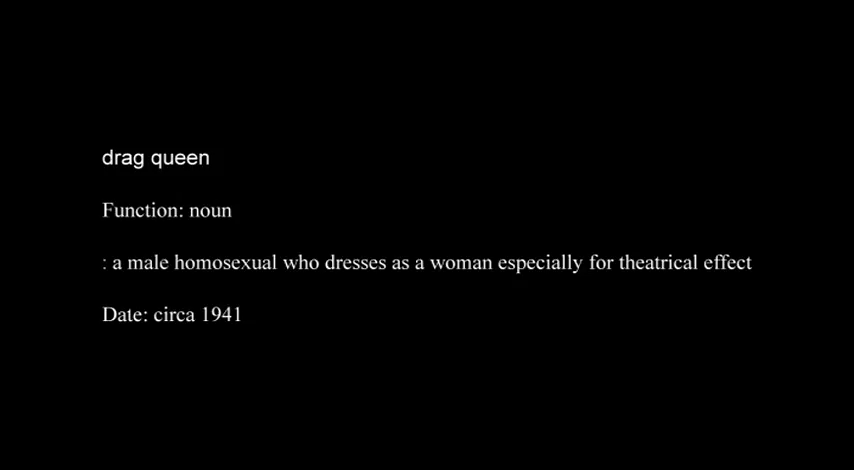 drag queen
Function: noun
: a male homosexual who dresses as a woman especially for theatrical effect
Date: circa 1941